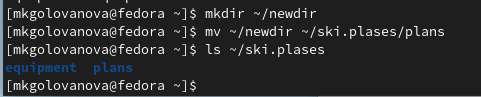 [mkgolovanova@fedora ~]$ mkdir ~/newdir
[mkgolovanova@fedora ~]$ mv ~/newdir ~/ski.plases/plans
[mkgolovanova@fedora ~]$ ls ~/ski.plases
equipment  plans
[mkgolovanova@fedora ~]$